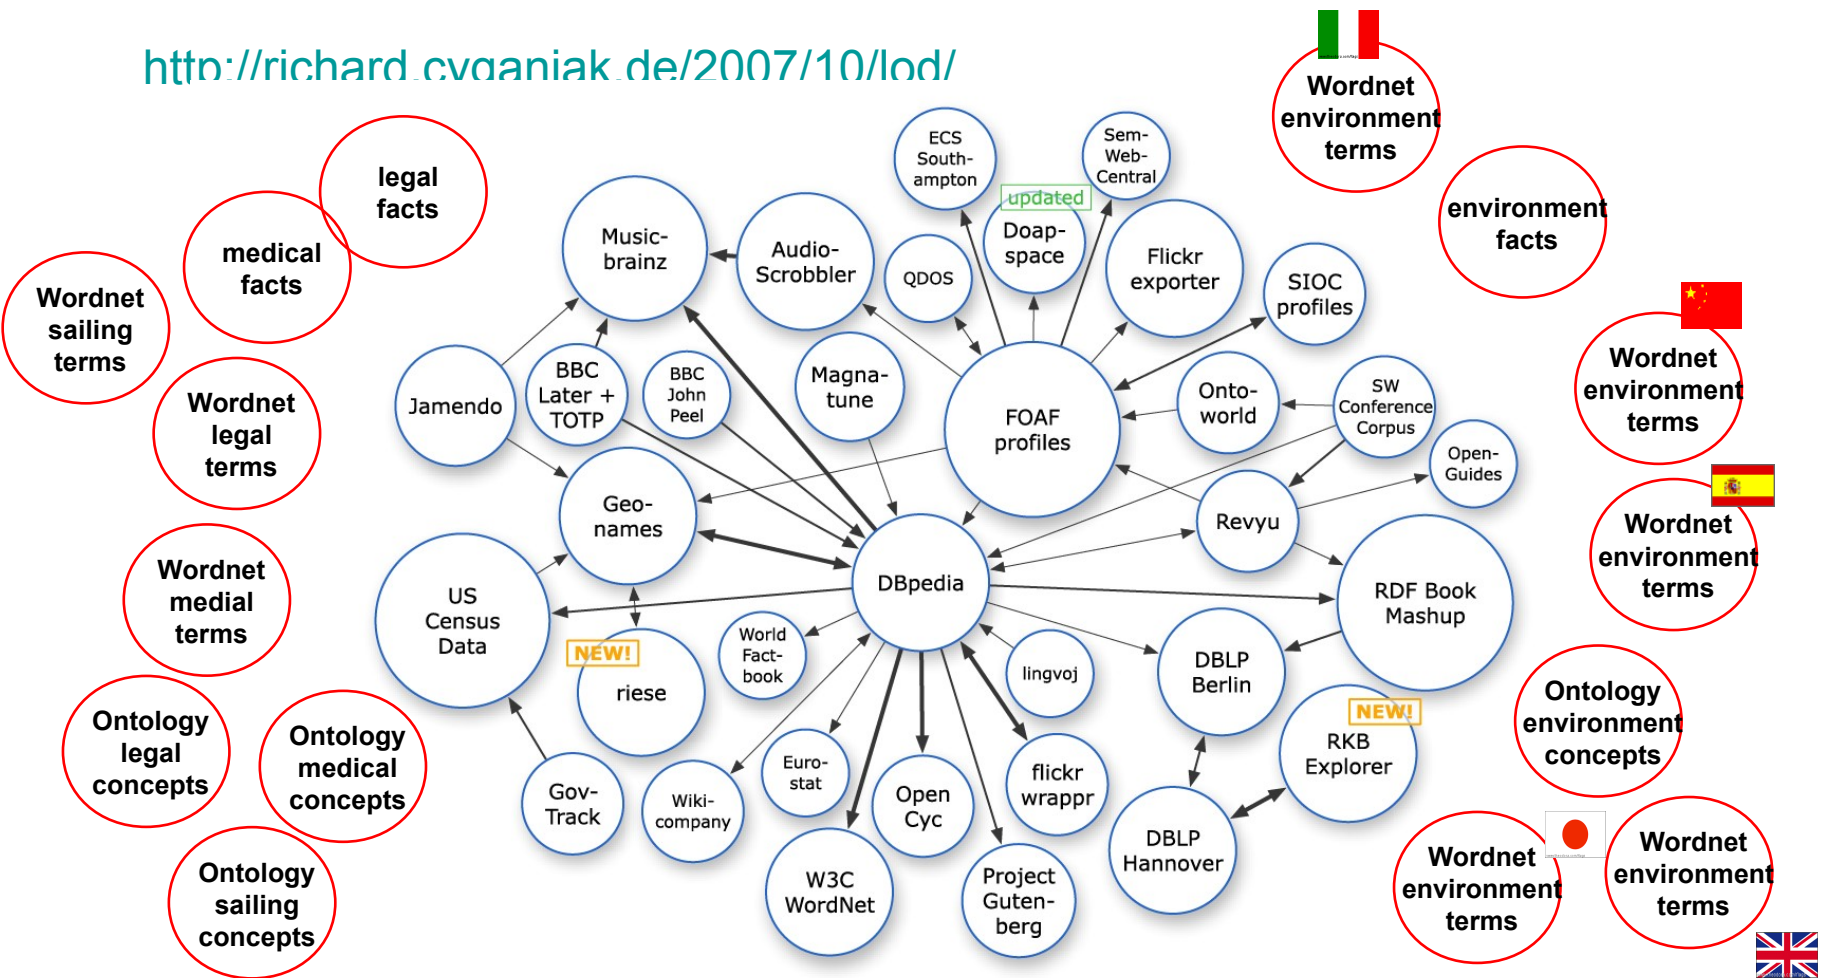 http://richard.cyganiak.de/2007/10/lod/
Wordnet
environment
terms
legal
facts
medical
facts
Wordnet
sailing
terms
Wordnet
legal
terms
Wordnet
medial
terms
Ontology
legal
concepts
Ontology
medical
concepts
Ontology
sailing
concepts
ECS
South-
ampton
Sem-
Web-
Central
updated
Doap-
space
Music-
brainz
Audio-
Scrobbler
QDOS
Flickr
exporter
SIOC
profiles
Jamendo
BBC
Later +
TOTP
BBC
John
Peel
Magna-
tune
FOAF
profiles
Onto-
world
SW
Conference
Corpus
Open-
Guides
Geo-
names
Revyu
DBpedia
US
Census
Data
RDF Book
Mashup
NEW!
riese
World
Fact-
book
lingvoj
DBLP
Berlin
NEW!
RKB
Explorer
Gov-
Track
Wiki-
company
Euro-
stat
Open
Cyc
flickr
wrappr
DBLP
Hannover
W3C
WordNet
Project
Guten-
berg
environment
facts
Wordnet
environment
terms
Wordnet
environment
terms
Ontology
environment
concepts
Wordnet
environment
terms
Wordnet
environment
terms